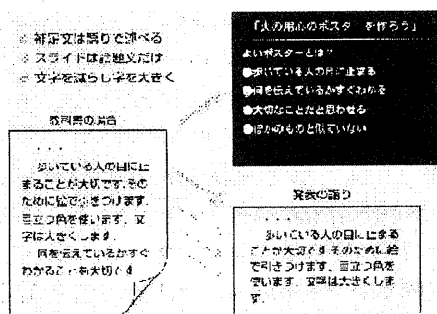 補足文は語りで述べる
スライドは話題文だけ
文字を減らし字を大きく
教科書の場合
・・・
歩いている人の目に止
まることが大切です。その
ために絵で引きつけます。
目立つ色を使います。文
字は大きくします。
何を伝えているかすぐ
わかることも大切です
「火の用心のポスターを作ろう」
よいポスターとは？
●歩いている人の目に止まる
●何を伝えているかすぐわかる
●大切なことだと思わせる
●ほかのものと似ていない
発表の語り
・・・・
歩いている人の目に止まる
ことが大切です。そのために絵
で引きつけます。目立つ色を
使います。文字は大きくしま
す。